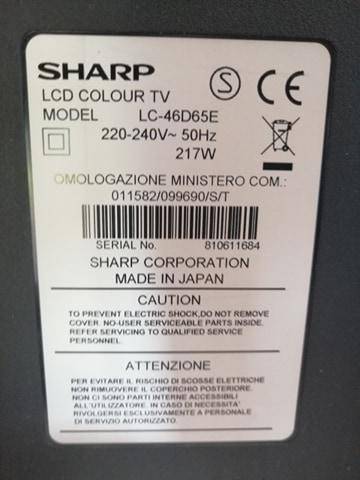 SHARP
LCD COLOUR TV
MODEL LC-46D65E
220-240V~ 50Hz
217W
OMOLOGAZIONE MINISTERO COM.:
011582/099690/S/T
SERIAL No. 810611684
SHARP CORPORATION
MADE IN JAPAN
CAUTION
TO PREVENT ELECTRIC SHOCK,DO NOT REMOVE
COVER. NO-USER SERVICEABLE PARTS INSIDE.
REFER SERVICING TO QUALIFIED SERVICE
PERSONNEL.
ATTENZIONE
PER EVITARE IL RISCHIO DI SCOSSE ELETTRICHE
NON RIMUOVERE IL COPERCHIO POSTERIORE.
NON CI SONO PARTI INTERNE ACCESSIBILI
ALL'UTILIZZATORE. IN CASO DI NECESSITA'
RIVOLGERSI ESCLUSIVAMENTE A PERSONALE
DI SERVIZIO AUTORIZZATO.